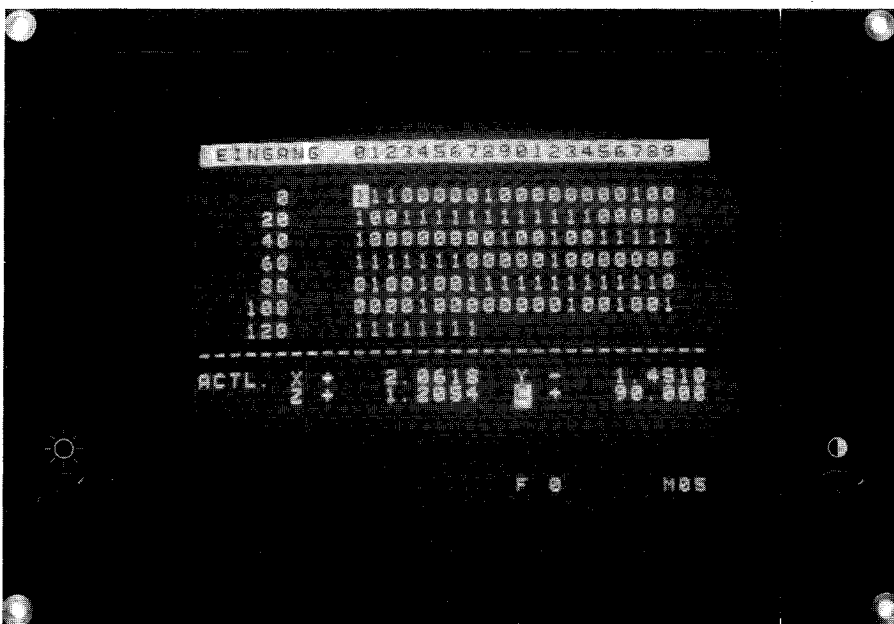 EINGANG 01234567890123456789
0 11100000100000000100
20 10011111111111100000
40 10000000010010011111
60 11111110000010000000
80 01001001111111111110
100 00001000000001001001
120 11111111
ACTL. X + 2.0618 Y - 1.4510
Z + 1.2054 C + 90.000
F 0 M05